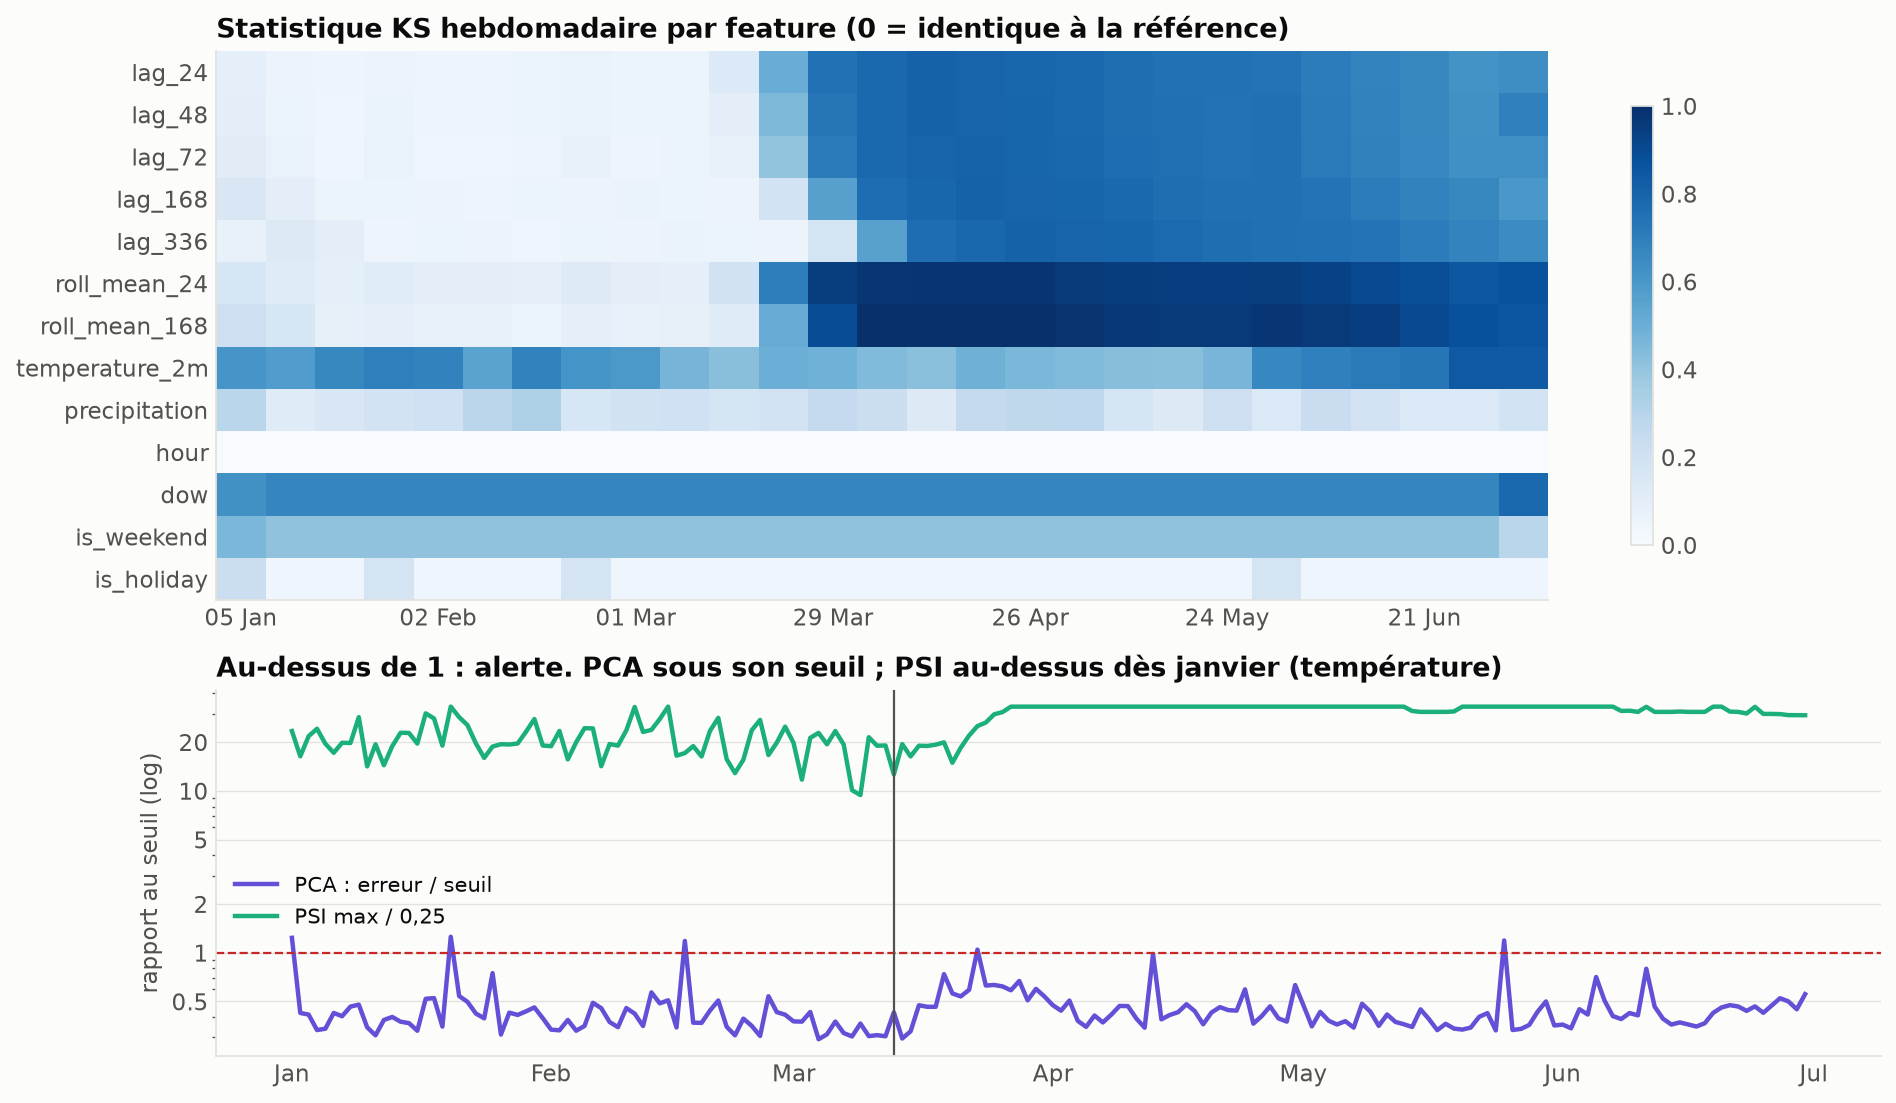 Statistique KS hebdomadaire par feature (0 = identique à la référence)
lag_24
lag_48
lag_72
lag_168
lag_336
roll_mean_24
roll_mean_168
temperature_2m
precipitation
hour
dow
is_weekend
is_holiday
05 Jan 02 Feb 01 Mar 29 Mar 26 Apr 24 May 21 Jun
1.0
0.8
0.6
0.4
0.2
0.0
Au-dessus de 1 : alerte. PCA sous son seuil ; PSI au-dessus dès janvier (température)
rapport au seuil (log)
20
10
5
2
1
0.5
PCA : erreur / seuil
PSI max / 0,25
Jan Feb Mar Apr May Jun Jul